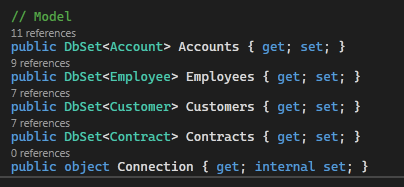 // Model
11 references
public DbSet<Account> Accounts { get; set; }
9 references
public DbSet<Employee> Employees { get; set; }
7 references
public DbSet<Customer> Customers { get; set; }
7 references
public DbSet<Contract> Contracts { get; set; }
0 references
public object Connection { get; internal set; }